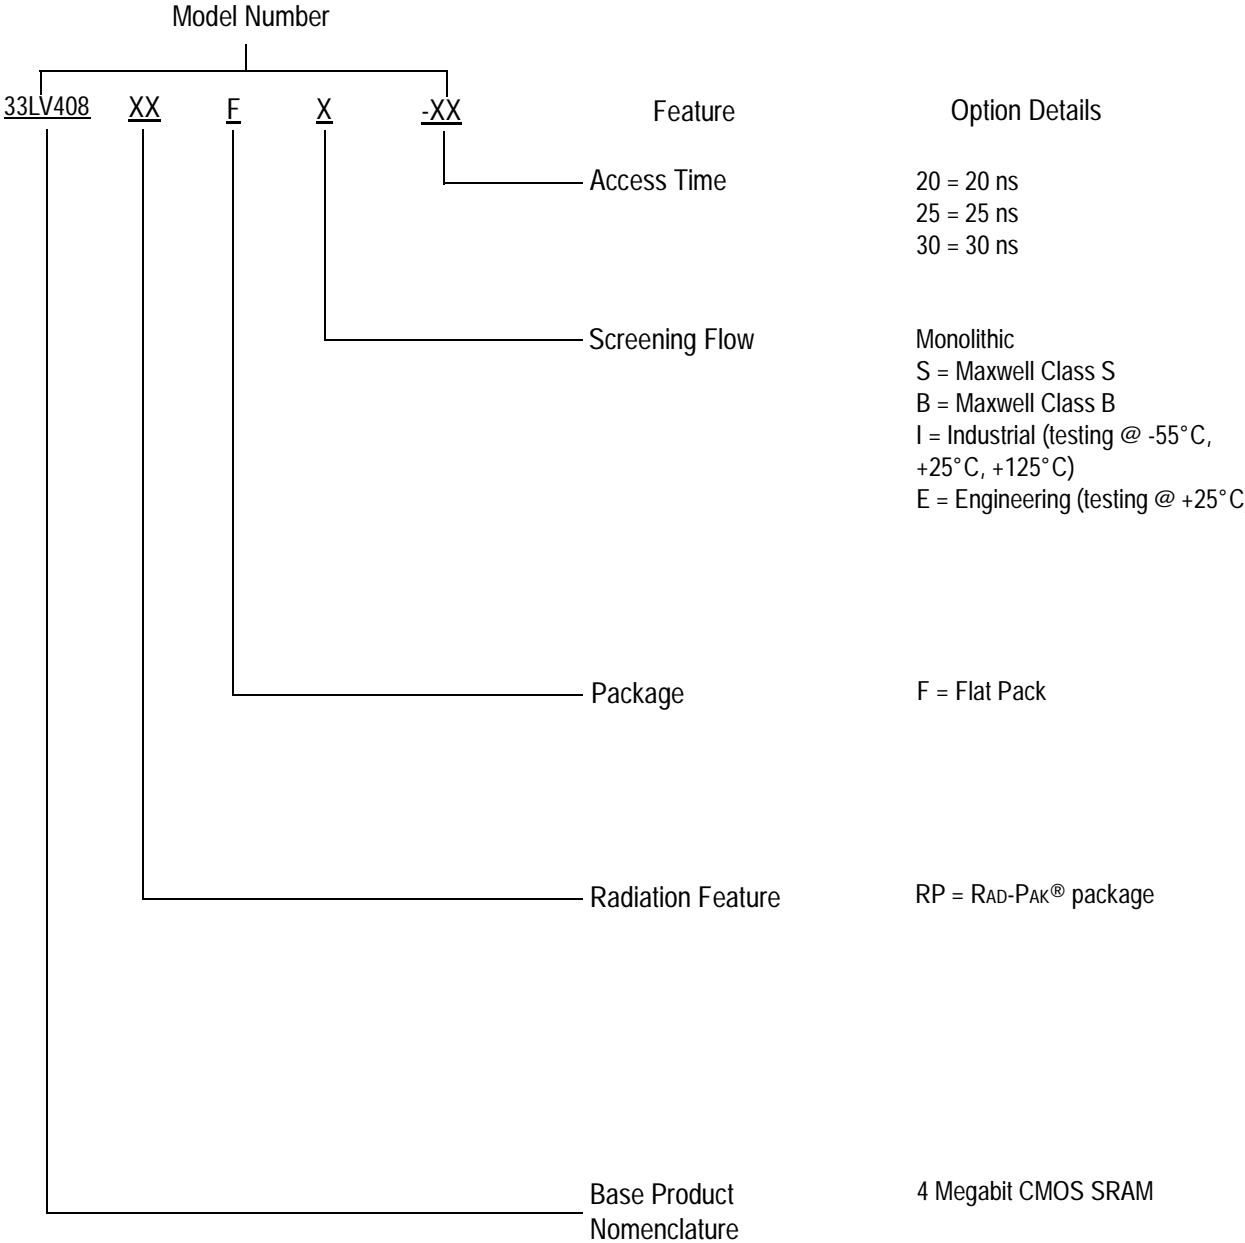 Model Number
33LV408 XX F X -XX Feature Option Details
Access Time 20 = 20 ns
25 = 25 ns
30 = 30 ns
Screening Flow Monolithic
S = Maxwell Class S
B = Maxwell Class B
I = Industrial (testing @ -55°C,
+25°C, +125°C)
E = Engineering (testing @ +25°C
Package F = Flat Pack
Radiation Feature RP = RAD-PAK® package
Base Product 4 Megabit CMOS SRAM
Nomenclature